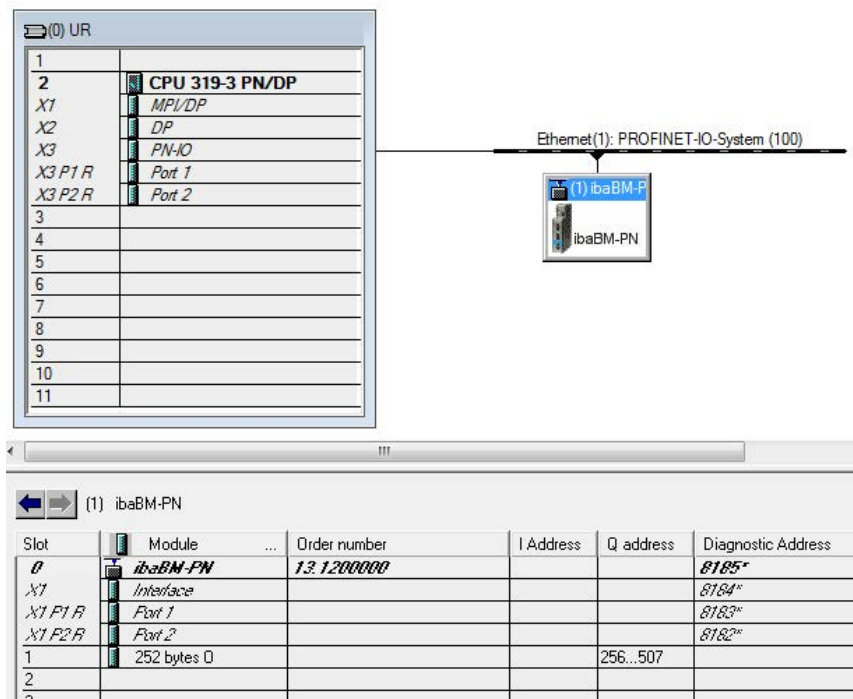 (0) UR
1
2 CPU 319-3 PN/DP
X1 MPI/DP
X2 DP
X3 PN-IO
X3 P1 R Port 1
X3 P2 R Port 2
3
4
5
6
7
8
9
10
11
Ethernet(1): PROFINET-IO-System (100)
(1) ibaBM-P
ibaBM-PN
(1) ibaBM-PN
Slot Module ... Order number I Address Q address Diagnostic Address
0 ibaBM-PN 13.1200000 8185*
X1 Interface 8184*
X1 P1 R Port 1 8183*
X1 P2 R Port 2 8182*
1 252 bytes O 256...507
2